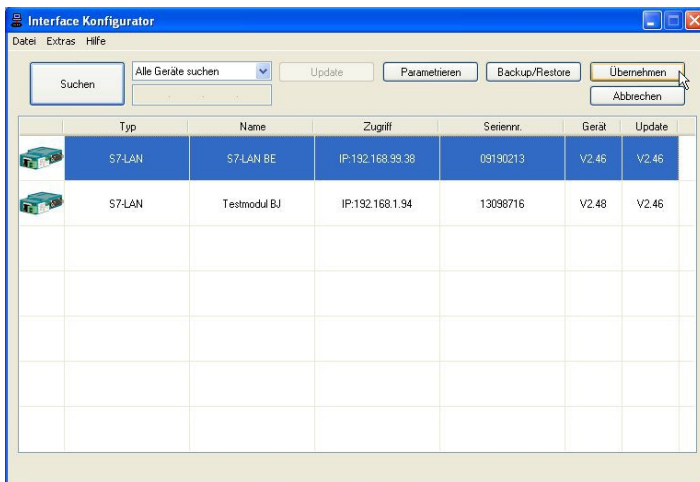 Interface Konfigurator
Datei Extras Hilfe
Suchen
Alle Geräte suchen
Update
Parametrieren
Backup/Restore
Übernehmen
Abbrechen
Typ Name Zugriff Seriennr. Gerät Update
S7-LAN S7-LAN BE IP:192.168.99.38 09190213 V2.46 V2.46
S7-LAN Testmodul BJ IP:192.168.1.94 13098716 V2.48 V2.46